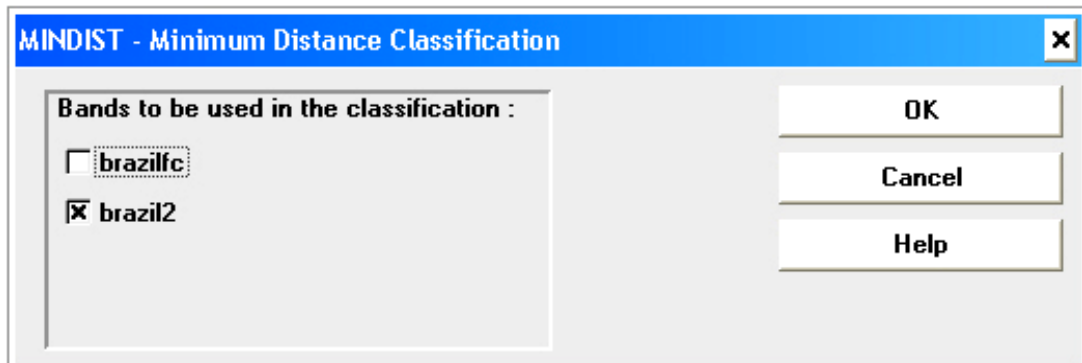 MINDIST - Minimum Distance Classification
Bands to be used in the classification :
brazilfc
brazil2
OK
Cancel
Help